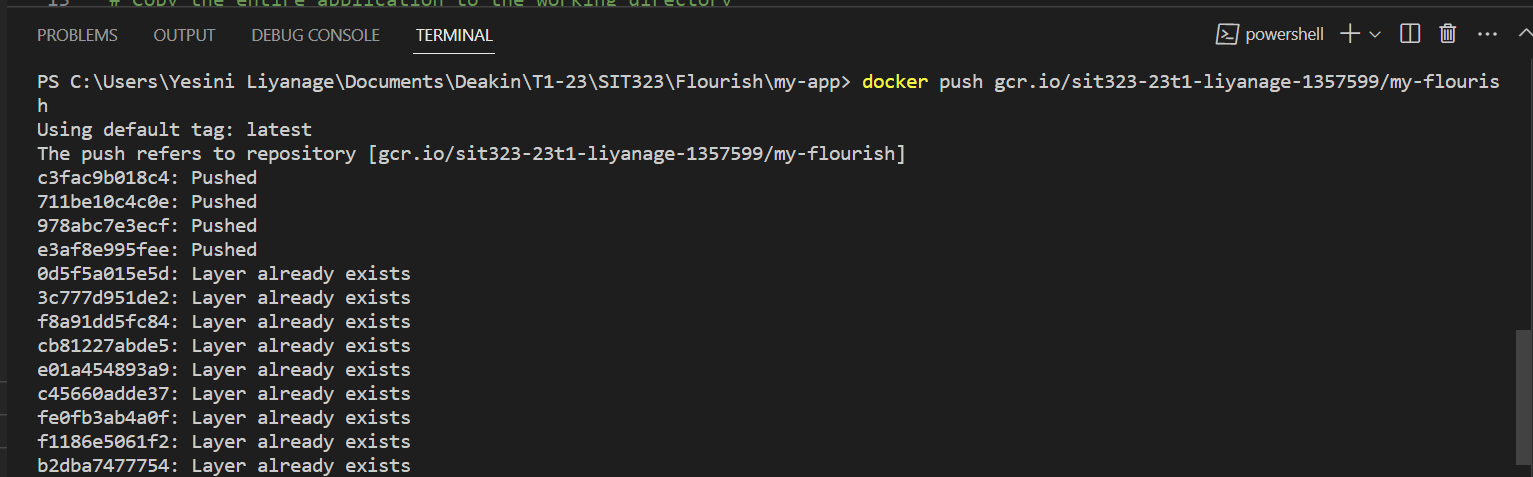 15 # Copy the entire application to the working directory
PROBLEMS OUTPUT DEBUG CONSOLE TERMINAL powershell
PS C:\Users\Yesini Liyanage\Documents\Deakin\T1-23\SIT323\Flourish\my-app> docker push gcr.io/sit323-23t1-liyanage-1357599/my-flouris
h
Using default tag: latest
The push refers to repository [gcr.io/sit323-23t1-liyanage-1357599/my-flourish]
c3fac9b018c4: Pushed
711be10c4c0e: Pushed
978abc7e3ecf: Pushed
e3af8e995fee: Pushed
0d5f5a015e5d: Layer already exists
3c777d951de2: Layer already exists
f8a91dd5fc84: Layer already exists
cb81227abde5: Layer already exists
e01a454893a9: Layer already exists
c45660adde37: Layer already exists
fe0fb3ab4a0f: Layer already exists
f1186e5061f2: Layer already exists
b2dba7477754: Layer already exists